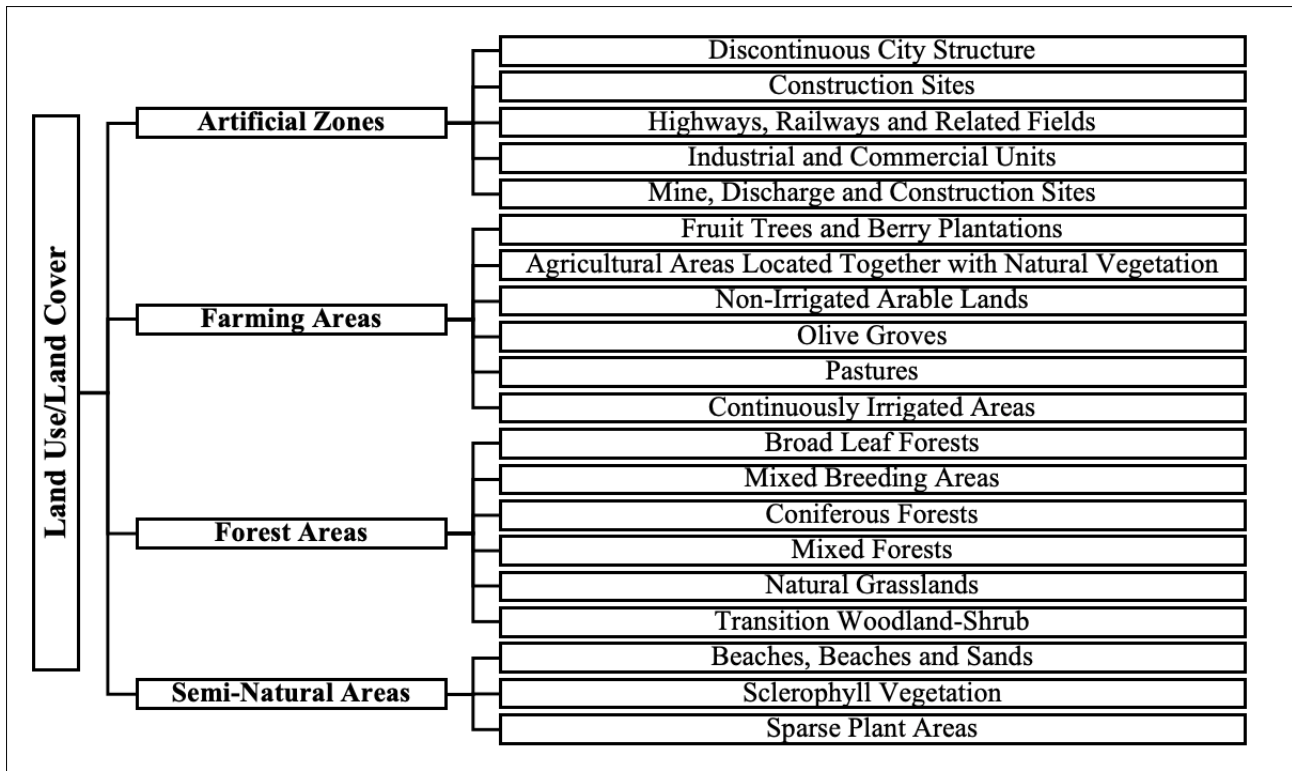 Land Use/Land Cover
Artificial Zones
Discontinuous City Structure
Construction Sites
Highways, Railways and Related Fields
Industrial and Commercial Units
Mine, Discharge and Construction Sites
Farming Areas
Fruıit Trees and Berry Plantations
Agricultural Areas Located Together with Natural Vegetation
Non-Irrigated Arable Lands
Olive Groves
Pastures
Continuously Irrigated Areas
Forest Areas
Broad Leaf Forests
Mixed Breeding Areas
Coniferous Forests
Mixed Forests
Natural Grasslands
Transition Woodland-Shrub
Semi-Natural Areas
Beaches, Beaches and Sands
Sclerophyll Vegetation
Sparse Plant Areas